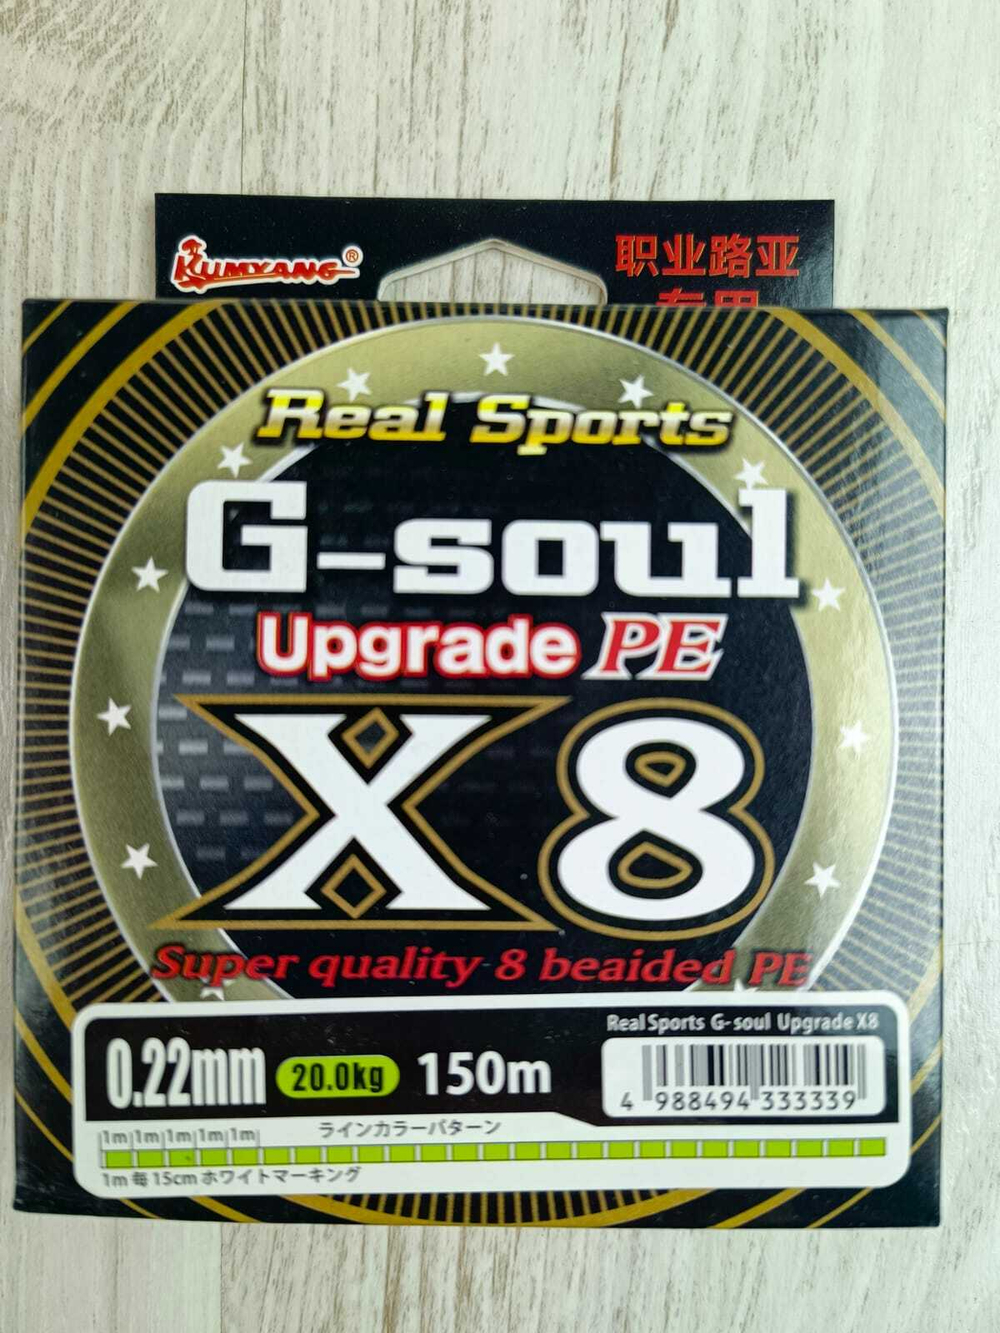 KUMYANG®
职业路亚
专用
Real Sports
G-soul
Upgrade PE
X8
Super quality 8 beaided PE
Real Sports G-soul Upgrade X8
0.22mm 20.0kg 150m
4 988494 333339
1m 1m 1m 1m 1m ラインカラーパターン
1m 毎 15cm ホワイトマーキング